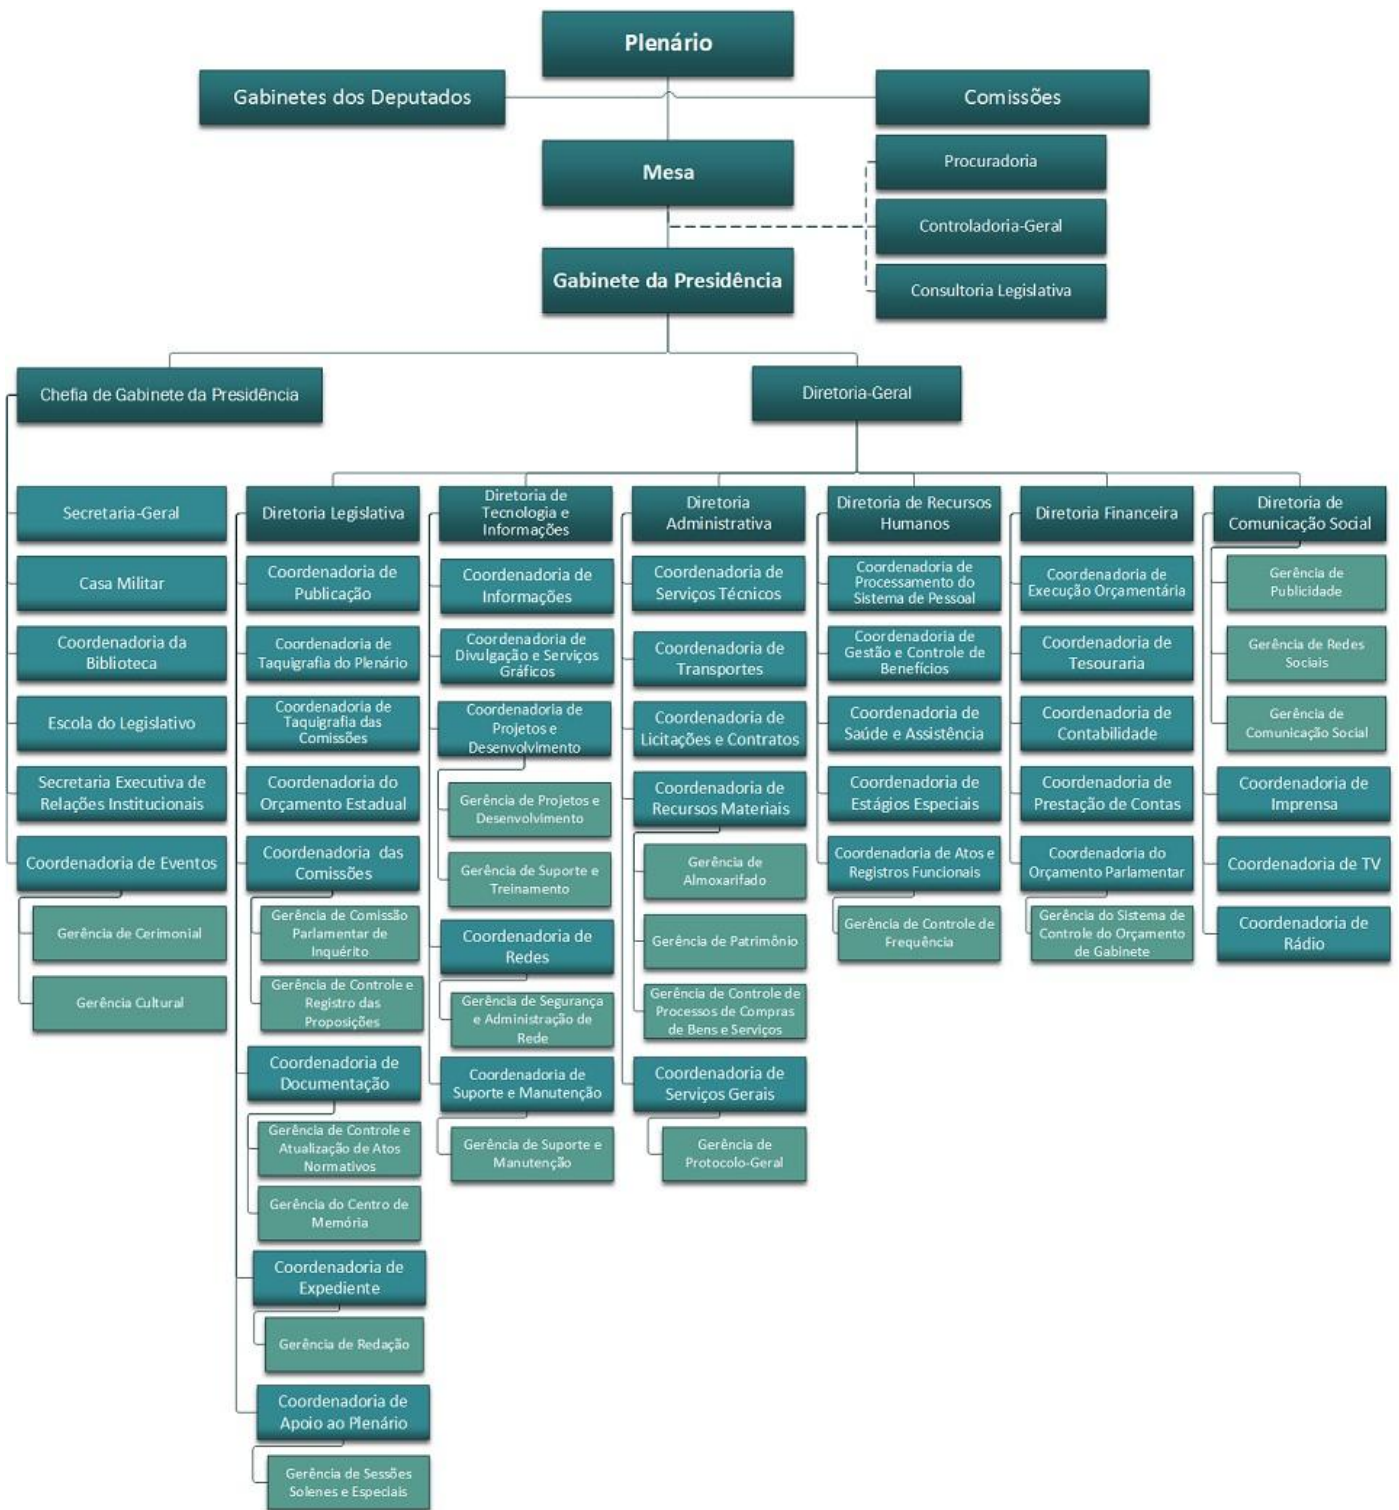 Plenário
Gabinetes dos Deputados
Comissões
Mesa
Procuradoria
Controladoria-Geral
Gabinete da Presidência
Consultoria Legislativa
Chefia de Gabinete da Presidência
Diretoria-Geral
Secretaria-Geral
Casa Militar
Coordenadoria da
Biblioteca
Escola do Legislativo
Secretaria Executiva de
Relações Institucionais
Coordenadoria de Eventos
Gerência de Cerimonial
Gerência Cultural
Diretoria Legislativa
Coordenadoria de
Publicação
Coordenadoria de
Taquigrafia do Plenário
Coordenadoria de
Taquigrafia das
Comissões
Coordenadoria do
Orçamento Estadual
Coordenadoria das
Comissões
Gerência de Comissão
Parlamentar de
Inquérito
Gerência de Controle e
Registro das
Proposições
Coordenadoria de
Documentação
Gerência de Controle e
Atualização de Atos
Normativos
Gerência do Centro de
Memória
Coordenadoria de
Expediente
Gerência de Redação
Coordenadoria de
Apoio ao Plenário
Gerência de Sessões
Solenes e Especiais
Diretoria de
Tecnologia e
Informações
Coordenadoria de
Informações
Coordenadoria de
Divulgação e Serviços
Gráficos
Coordenadoria de
Projetos e
Desenvolvimento
Gerência de Projetos e
Desenvolvimento
Gerência de Suporte e
Treinamento
Coordenadoria de
Redes
Gerência de Segurança
e Administração de
Rede
Coordenadoria de
Suporte e Manutenção
Gerência de Suporte e
Manutenção
Diretoria
Administrativa
Coordenadoria de
Serviços Técnicos
Coordenadoria de
Transportes
Coordenadoria de
Licitações e Contratos
Coordenadoria de
Recursos Materiais
Gerência de
Almoxarifado
Gerência de Patrimônio
Gerência de Controle de
Processos de Compras
de Bens e Serviços
Coordenadoria de
Serviços Gerais
Gerência de
Protocolo-Geral
Diretoria de Recursos
Humanos
Coordenadoria de
Processamento do
Sistema de Pessoal
Coordenadoria de
Gestão e Controle de
Benefícios
Coordenadoria de
Saúde e Assistência
Coordenadoria de
Estágios Especiais
Coordenadoria de Atos e
Registros Funcionais
Gerência de Controle de
Frequência
Diretoria Financeira
Coordenadoria de
Execução Orçamentária
Coordenadoria de
Tesouraria
Coordenadoria de
Contabilidade
Coordenadoria de
Prestação de Contas
Coordenadoria do
Orçamento Parlamentar
Gerência do Sistema de
Controle do Orçamento
de Gabinete
Diretoria de
Comunicação Social
Gerência de
Publicidade
Gerência de Redes
Sociais
Gerência de
Comunicação Social
Coordenadoria de
Imprensa
Coordenadoria de TV
Coordenadoria de
Rádio